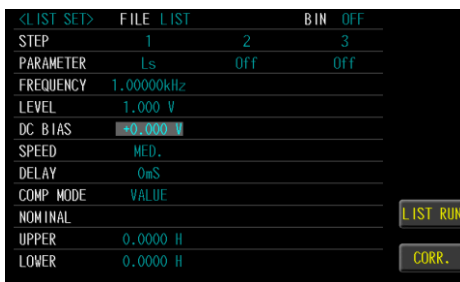 <LIST SET> FILE LIST BIN OFF
STEP 1 2 3
PARAMETER Ls Off Off
FREQUENCY 1.00000kHz
LEVEL 1.000 V
DC BIAS +0.000 V
SPEED MED.
DELAY 0mS
COMP MODE VALUE
NOMINAL
LIST RUN
UPPER 0.0000 H
LOWER 0.0000 H
CORR.